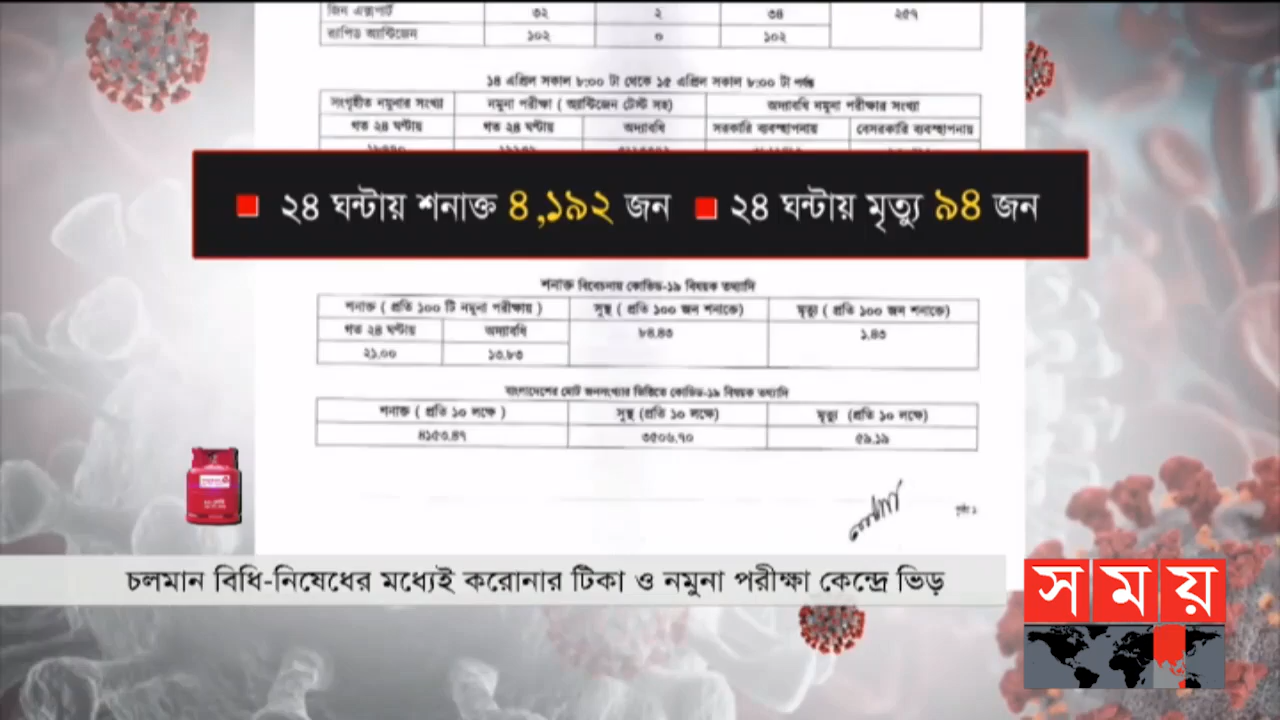 জিন এক্সপার্ট ৩২ ২ ৩৪ ২৫৭
র‍্যাপিড অ্যান্টিজেন ১০২ ০ ১০২
১৪ এপ্রিল সকাল ৮:০০ টা থেকে ১৫ এপ্রিল সকাল ৮:০০ টা পর্যন্ত
সংগৃহীত নমুনার সংখ্যা নমুনা পরীক্ষা ( অ্যান্টিজেন টেস্ট সহ) অদ্যাবধি নমুনা পরীক্ষার সংখ্যা
গত ২৪ ঘন্টায় গত ২৪ ঘন্টায় অদ্যাবধি সরকারি ব্যবস্থাপনায় বেসরকারি ব্যবস্থাপনায়
২৪ ঘন্টায় শনাক্ত ৪,১৯২ জন ২৪ ঘন্টায় মৃত্যু ৯৪ জন
শনাক্ত বিবেচনায় কোভিড-১৯ বিষয়ক তথ্যাদি
শনাক্ত ( প্রতি ১০০ টি নমুনা পরীক্ষায় ) সুস্থ ( প্রতি ১০০ জন শনাক্তে) মৃত্যু ( প্রতি ১০০ জন শনাক্তে)
গত ২৪ ঘন্টায় অদ্যাবধি ৮৪.৪৩ ১.৪৩
২১.০০ ১৩.৮৩
বাংলাদেশের মোট জনসংখ্যার ভিত্তিতে কোভিড-১৯ বিষয়ক তথ্যাদি
শনাক্ত ( প্রতি ১০ লক্ষে ) সুস্থ (প্রতি ১০ লক্ষে) মৃত্যু (প্রতি ১০ লক্ষে)
৪১৫৩.৪৭ ৩৫০৬.৭০ ৫৯.১৯
চলমান বিধি-নিষেধের মধ্যেই করোনার টিকা ও নমুনা পরীক্ষা কেন্দ্রে ভিড়
সময়